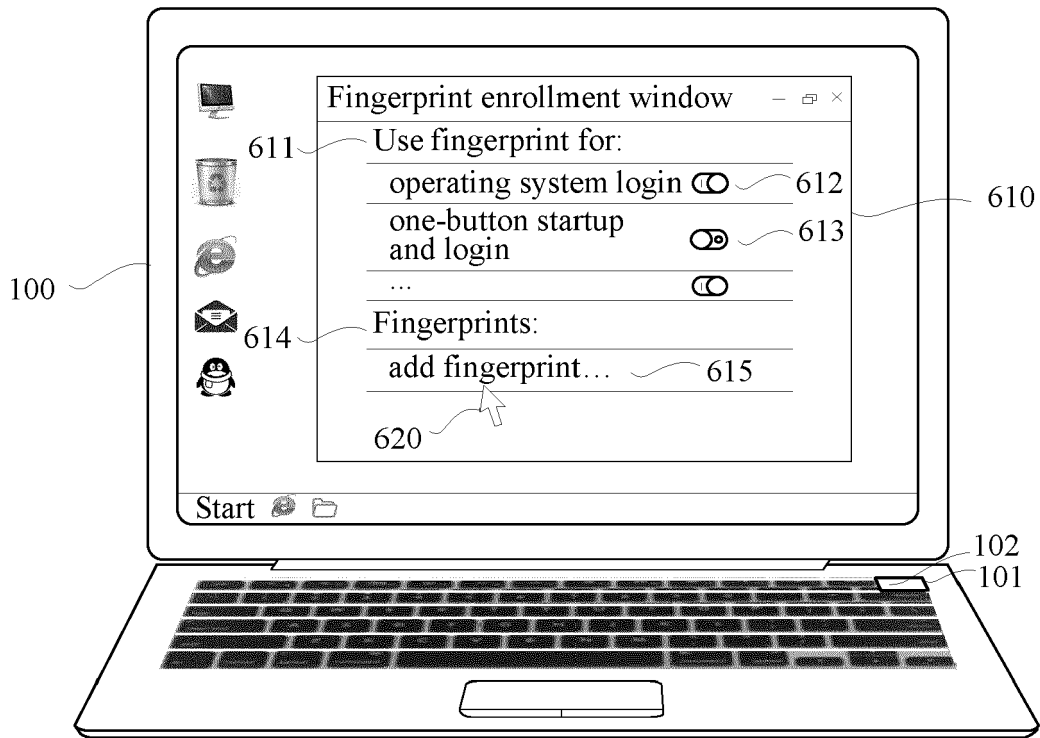 Fingerprint enrollment window
611
Use fingerprint for:
operating system login
612
610
one-button startup
and login
613
100
...
614
Fingerprints:
add fingerprint...
615
620
Start
102
101